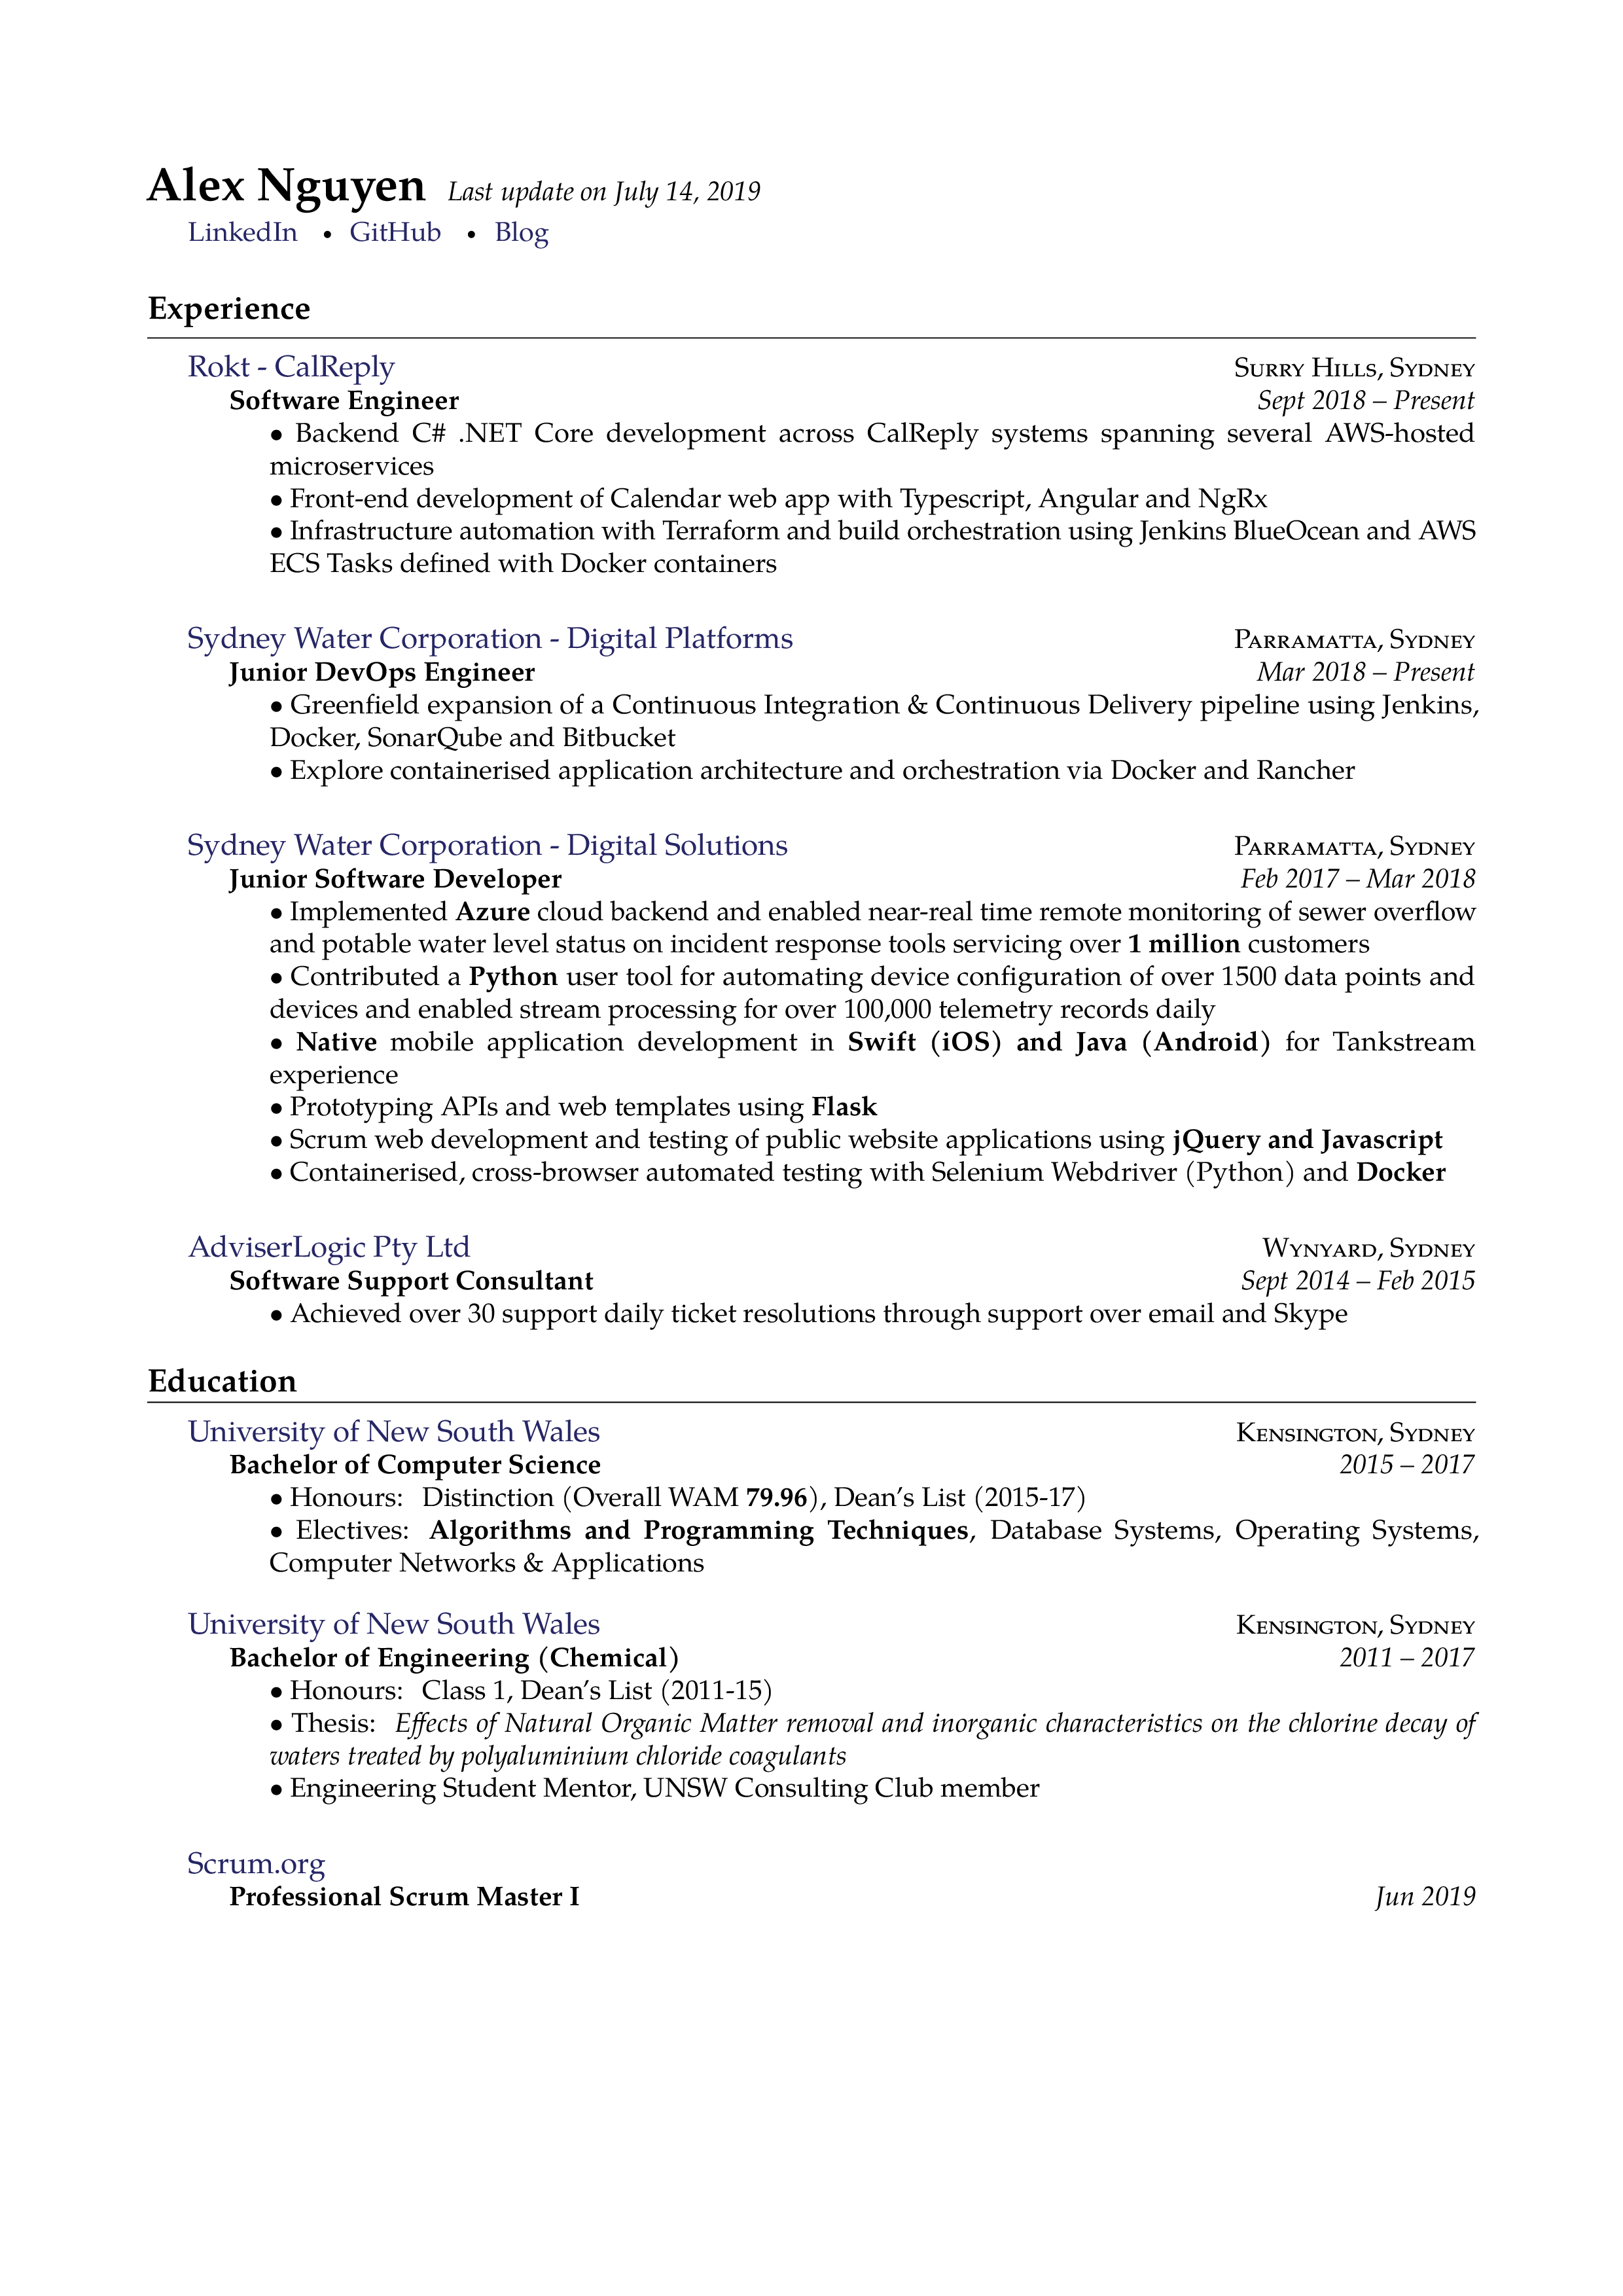 Alex Nguyen Last update on July 14, 2019
LinkedIn • GitHub • Blog
Experience
Rokt - CalReply Surry Hills, Sydney
Software Engineer Sept 2018 – Present
• Backend C# .NET Core development across CalReply systems spanning several AWS-hosted
microservices
• Front-end development of Calendar web app with Typescript, Angular and NgRx
• Infrastructure automation with Terraform and build orchestration using Jenkins BlueOcean and AWS
ECS Tasks defined with Docker containers
Sydney Water Corporation - Digital Platforms Parramatta, Sydney
Junior DevOps Engineer Mar 2018 – Present
• Greenfield expansion of a Continuous Integration & Continuous Delivery pipeline using Jenkins,
Docker, SonarQube and Bitbucket
• Explore containerised application architecture and orchestration via Docker and Rancher
Sydney Water Corporation - Digital Solutions Parramatta, Sydney
Junior Software Developer Feb 2017 – Mar 2018
• Implemented Azure cloud backend and enabled near-real time remote monitoring of sewer overflow
and potable water level status on incident response tools servicing over 1 million customers
• Contributed a Python user tool for automating device configuration of over 1500 data points and
devices and enabled stream processing for over 100,000 telemetry records daily
• Native mobile application development in Swift (iOS) and Java (Android) for Tankstream
experience
• Prototyping APIs and web templates using Flask
• Scrum web development and testing of public website applications using jQuery and Javascript
• Containerised, cross-browser automated testing with Selenium Webdriver (Python) and Docker
AdviserLogic Pty Ltd Wynyard, Sydney
Software Support Consultant Sept 2014 – Feb 2015
• Achieved over 30 support daily ticket resolutions through support over email and Skype
Education
University of New South Wales Kensington, Sydney
Bachelor of Computer Science 2015 – 2017
• Honours: Distinction (Overall WAM 79.96), Dean's List (2015-17)
• Electives: Algorithms and Programming Techniques, Database Systems, Operating Systems,
Computer Networks & Applications
University of New South Wales Kensington, Sydney
Bachelor of Engineering (Chemical) 2011 – 2017
• Honours: Class 1, Dean's List (2011-15)
• Thesis: Effects of Natural Organic Matter removal and inorganic characteristics on the chlorine decay of
waters treated by polyaluminium chloride coagulants
• Engineering Student Mentor, UNSW Consulting Club member
Scrum.org
Professional Scrum Master I Jun 2019